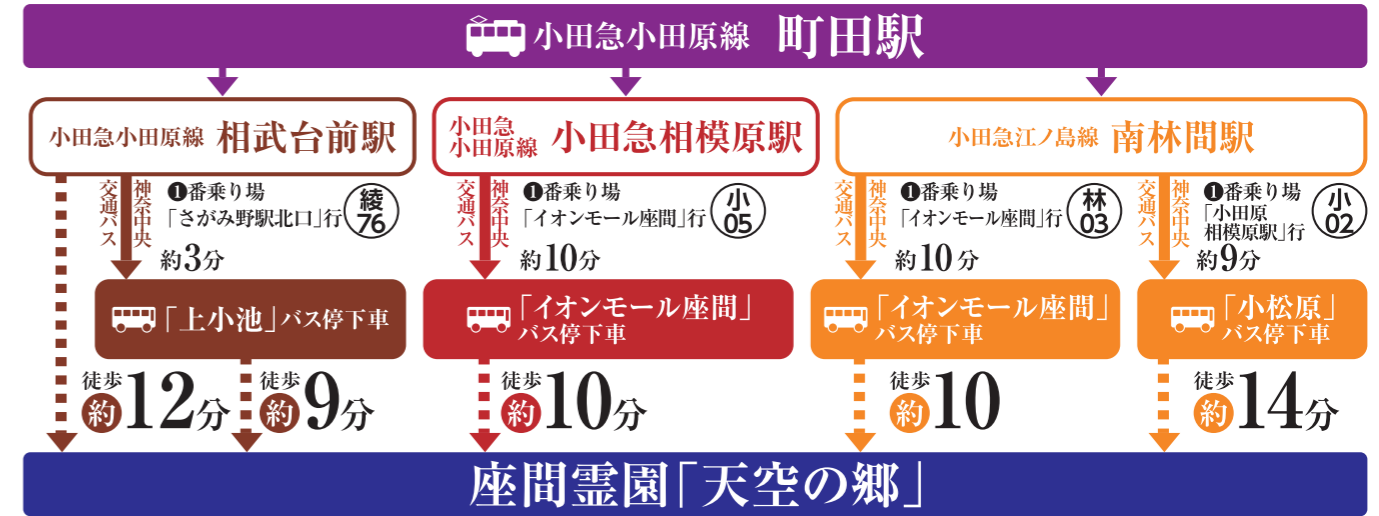 小田急小田原線 町田駅
小田急小田原線 相武台前駅
神奈中央
交通バス
❶番乗り場
「さがみ野駅北口」行
綾
76
約3分
「上小池」バス停下車
徒歩
約12分
徒歩
約9分
小田急
小田原線 小田急相模原駅
神奈中央
交通バス
❶番乗り場
「イオンモール座間」行
小
05
約10分
「イオンモール座間」
バス停下車
徒歩
約10分
小田急江ノ島線 南林間駅
神奈中央
交通バス
❶番乗り場
「イオンモール座間」行
林
03
約10分
「イオンモール座間」
バス停下車
徒歩
約10
神奈中央
交通バス
❶番乗り場
「小田原
相模原駅」行
小
02
約9分
「小松原」
バス停下車
徒歩
約14分
座間霊園「天空の郷」